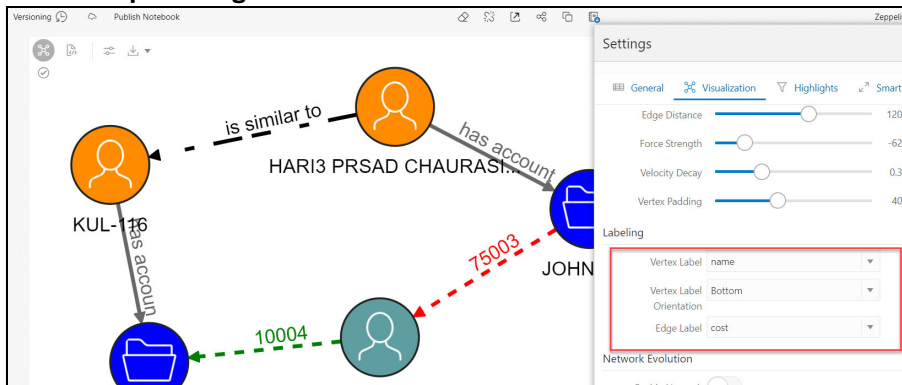 Versioning
Publish Notebook
Zeppeli
Settings
General
Visualization
Highlights
Smart
Edge Distance
120
Force Strength
-62
Velocity Decay
0.3
Vertex Padding
40
Labeling
Vertex Label
name
Vertex Label
Orientation
Bottom
Edge Label
cost
Network Evolution
is similar to
has account
HARI3 PRSAD CHAURASI...
KUL-116
has accoun
75003
JOHN
10004